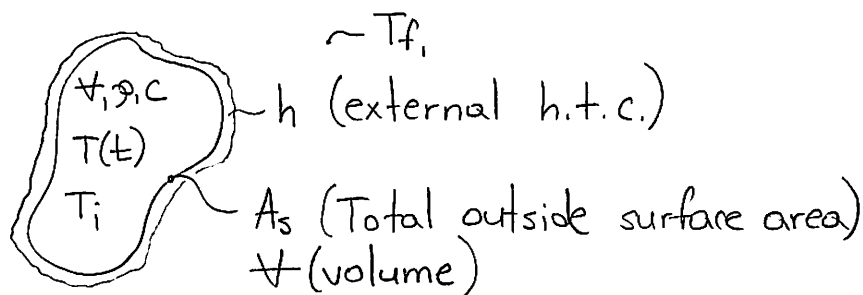 ~ Tf,
V̶, ρ, c
h (external h.t.c.)
T(t)
Ti
As (Total outside surface area)
V̶ (volume)